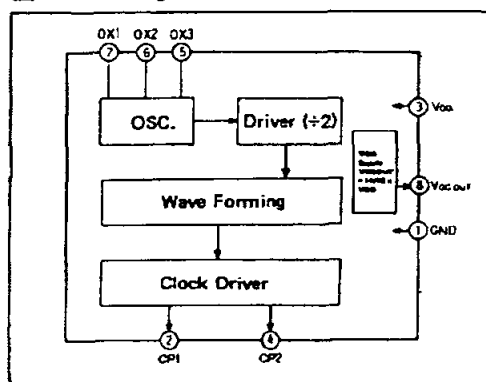 OX1 OX2 OX3
7 6 5
OSC.
Driver (÷2)
3 VDD
Wave Forming
8 VGG OUT
1 GND
Clock Driver
2 4
CP1 CP2